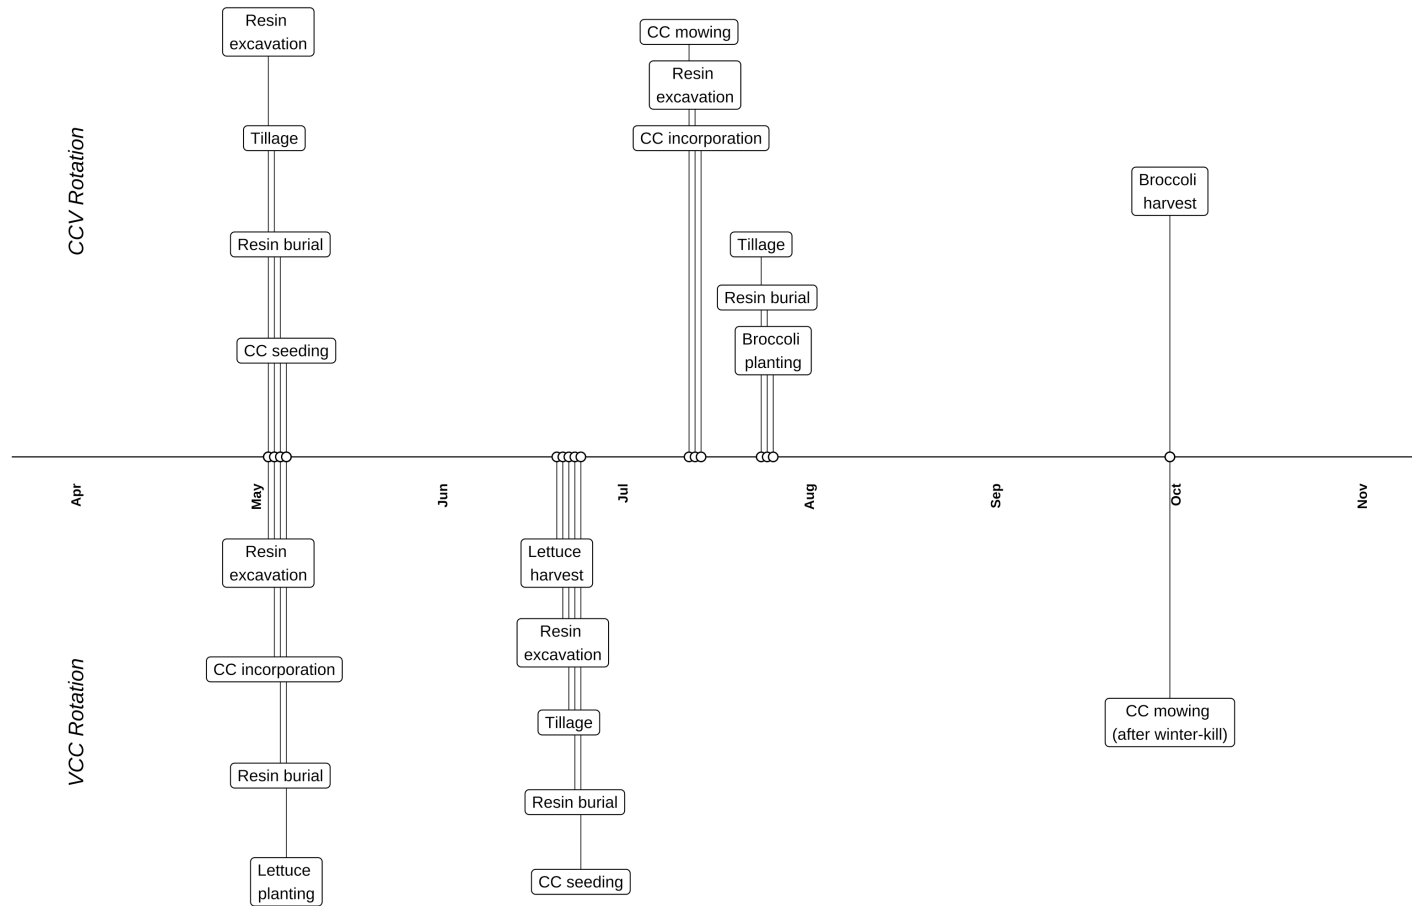 Resin
excavation
CC mowing
Resin
excavation
Tillage
CC incorporation
CCV Rotation
Broccoli
harvest
Resin burial
Tillage
Resin burial
CC seeding
Broccoli
planting
Apr
May
Jun
Jul
Aug
Sep
Oct
Nov
Resin
excavation
Lettuce
harvest
Resin
excavation
CC incorporation
VCC Rotation
Tillage
CC mowing
(after winter-kill)
Resin burial
Resin burial
Lettuce
planting
CC seeding